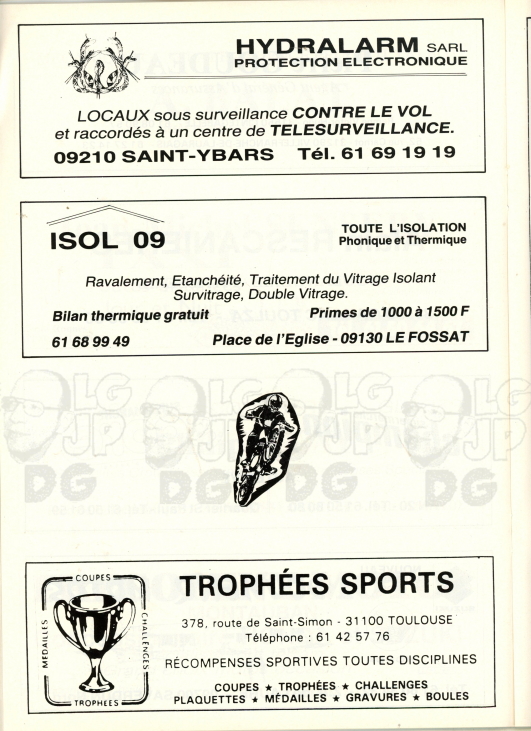 HYDRALARM SARL
PROTECTION ELECTRONIQUE
LOCAUX sous surveillance CONTRE LE VOL
et raccordés à un centre de TELESURVEILLANCE.
09210 SAINT-YBARS Tél. 61 69 19 19
ISOL 09
TOUTE L'ISOLATION
Phonique et Thermique
Ravalement, Etanchéité, Traitement du Vitrage Isolant
Survitrage, Double Vitrage.
Bilan thermique gratuit Primes de 1000 à 1500 F
61 68 99 49 Place de l'Eglise - 09130 LE FOSSAT
LG JP DG
LG JP DG
LG JP DG
LG JP DG
COUPES
MÉDAILLES
CHALLENGES
TROPHEES
TROPHÉES SPORTS
378, route de Saint-Simon - 31100 TOULOUSE
Téléphone : 61 42 57 76
RÉCOMPENSES SPORTIVES TOUTES DISCIPLINES
COUPES ★ TROPHÉES ★ CHALLENGES
PLAQUETTES ★ MÉDAILLES ★ GRAVURES ★ BOULES